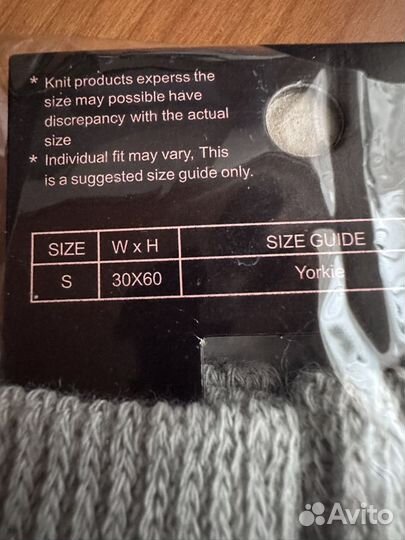 * Knit products experss the
size may possible have
discrepancy with the actual
size
* Individual fit may vary, This
is a suggested size guide only.
SIZE W x H SIZE GUIDE
S 30X60 Yorkie
Avito